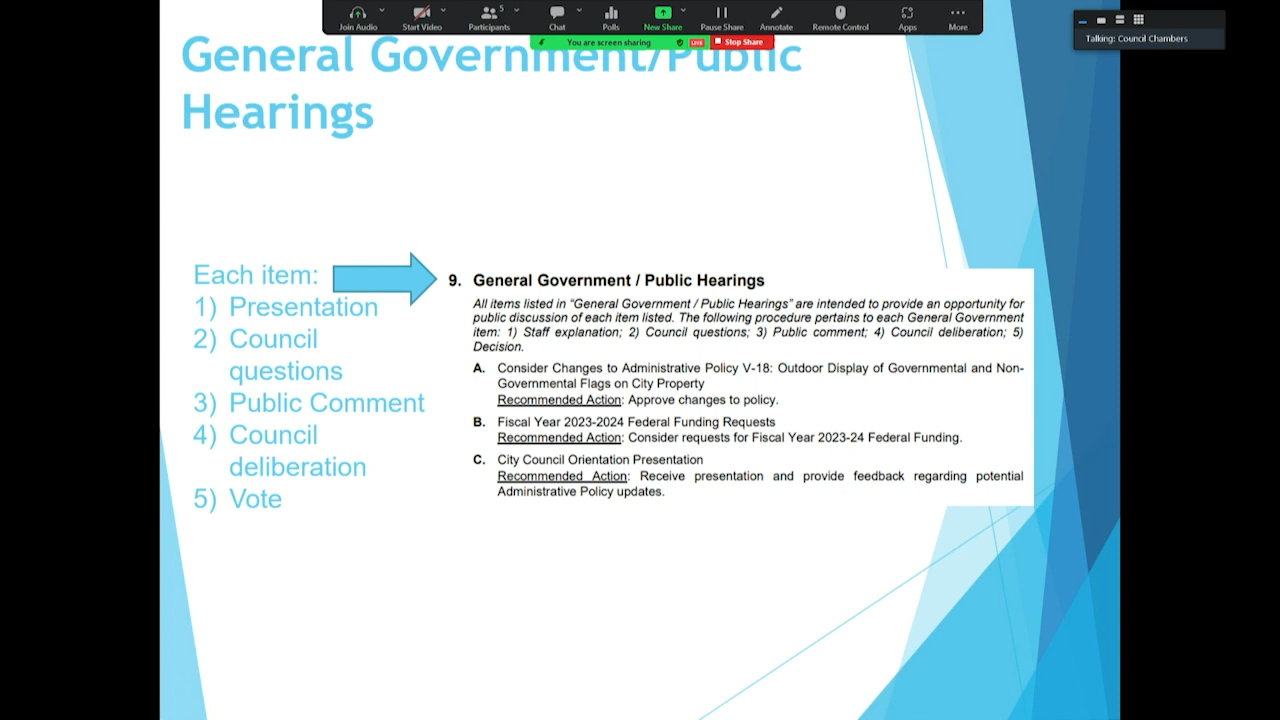 Join Audio
Start Video
5
Participants
Chat
Polls
New Share
Pause Share
Annotate
Remote Control
Apps
More
You are screen sharing
LIVE
Stop Share
Talking: Council Chambers
General Government/Public
Hearings
Each item:
1) Presentation
2) Council
questions
3) Public Comment
4) Council
deliberation
5) Vote
9. General Government / Public Hearings
All items listed in "General Government / Public Hearings" are intended to provide an opportunity for
public discussion of each item listed. The following procedure pertains to each General Government
item: 1) Staff explanation; 2) Council questions; 3) Public comment; 4) Council deliberation; 5)
Decision.
A. Consider Changes to Administrative Policy V-18: Outdoor Display of Governmental and Non-
Governmental Flags on City Property
Recommended Action: Approve changes to policy.
B. Fiscal Year 2023-2024 Federal Funding Requests
Recommended Action: Consider requests for Fiscal Year 2023-24 Federal Funding.
C. City Council Orientation Presentation
Recommended Action: Receive presentation and provide feedback regarding potential
Administrative Policy updates.